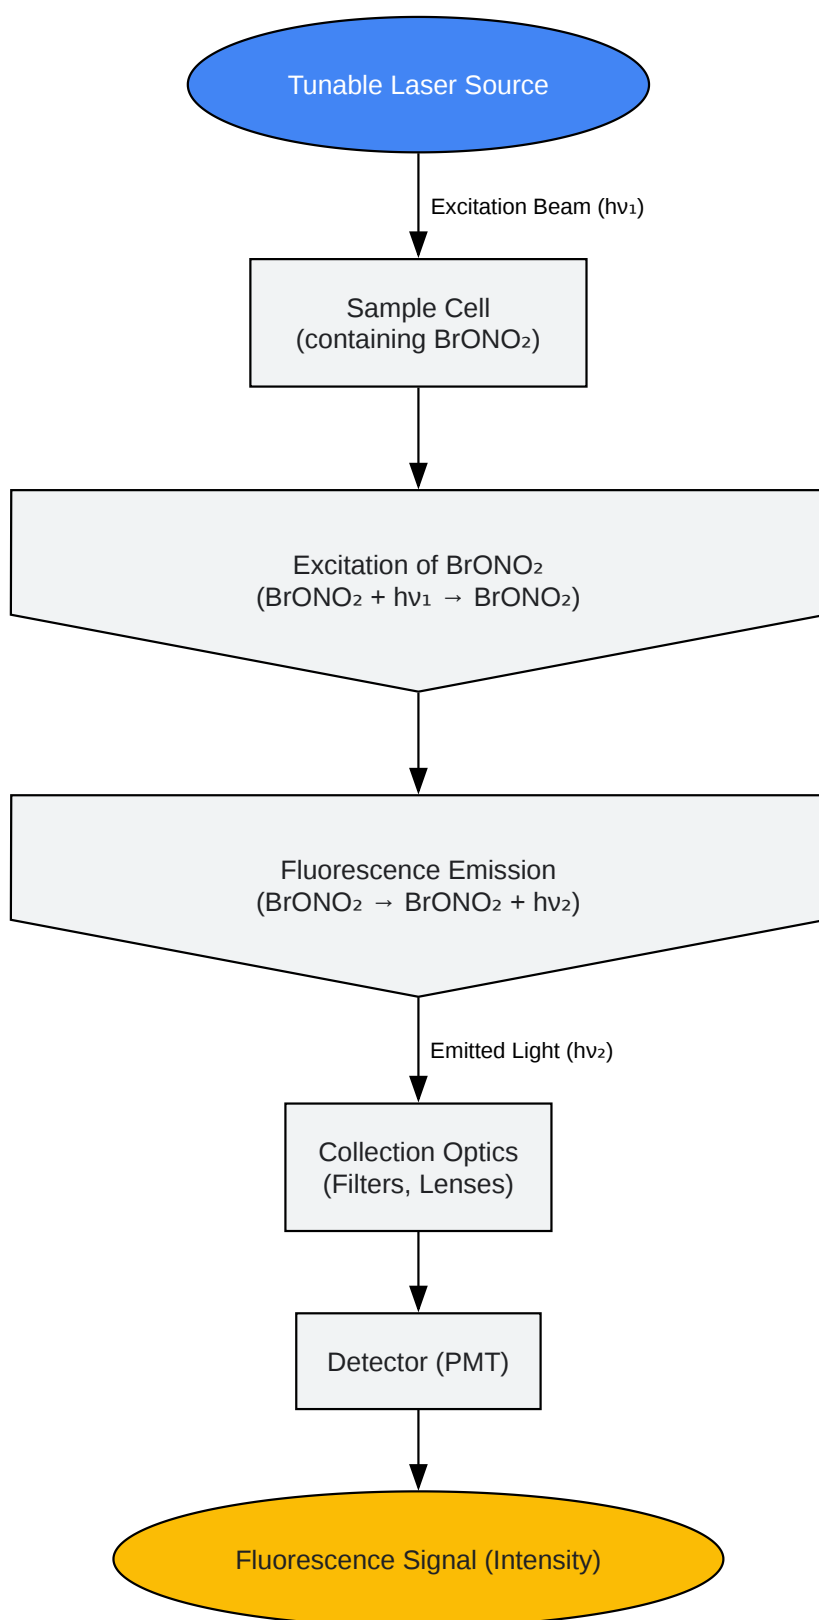 Tunable Laser Source
Excitation Beam (hν₁)
Sample Cell
(containing BrONO₂)
Excitation of BrONO₂
(BrONO₂ + hν₁ → BrONO₂)
Fluorescence Emission
(BrONO₂ → BrONO₂ + hν₂)
Emitted Light (hν₂)
Collection Optics
(Filters, Lenses)
Detector (PMT)
Fluorescence Signal (Intensity)